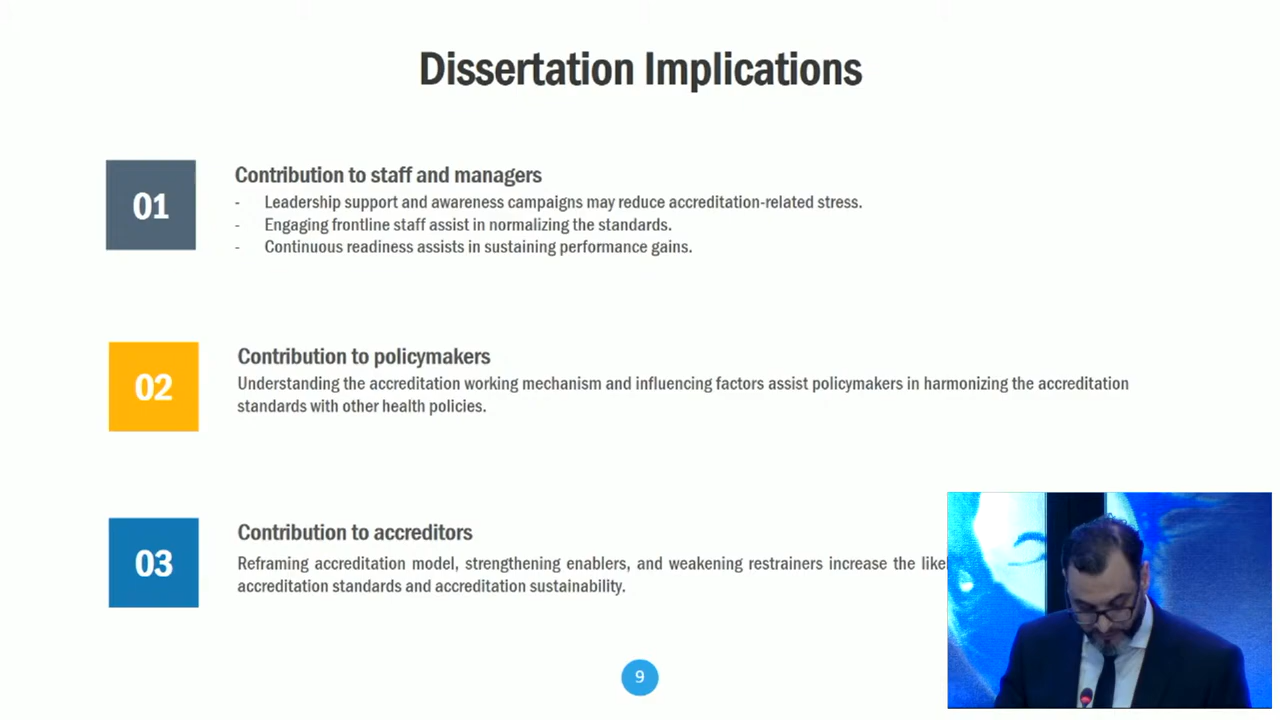 Dissertation Implications
01
Contribution to staff and managers
- Leadership support and awareness campaigns may reduce accreditation-related stress.
- Engaging frontline staff assist in normalizing the standards.
- Continuous readiness assists in sustaining performance gains.
02
Contribution to policymakers
Understanding the accreditation working mechanism and influencing factors assist policymakers in harmonizing the accreditation
standards with other health policies.
03
Contribution to accreditors
Reframing accreditation model, strengthening enablers, and weakening restrainers increase the
accreditation standards and accreditation sustainability.
9